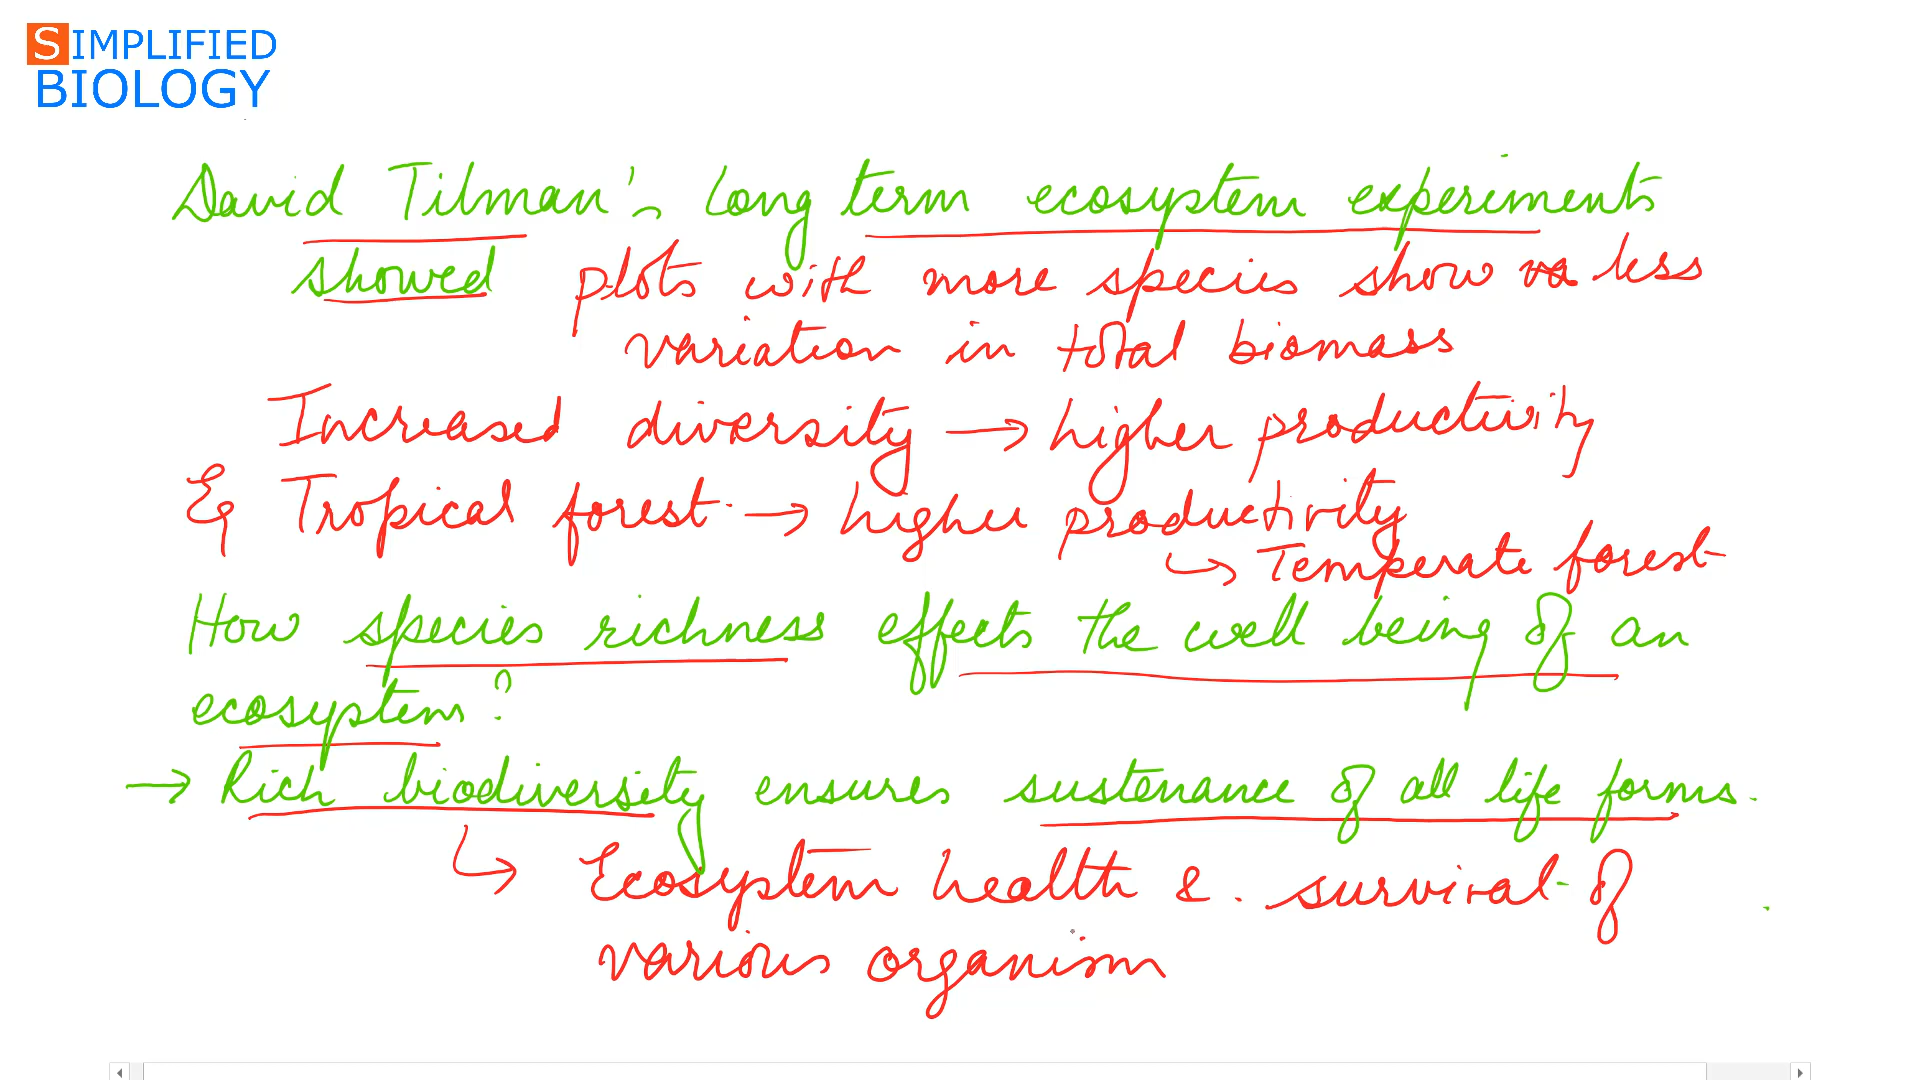 SIMPLIFIED
BIOLOGY
David Tilman's Long term ecosystem experiments
showed plots with more species show less
variation in total biomass
Increased diversity → higher productivity
Eg Tropical forest → higher productivity
↳ Temperate forest
How species richness effects the well being of an
ecosystem?
→ Rich biodiversity ensures sustenance of all life forms.
↳ Ecosystem health & survival of
various organism